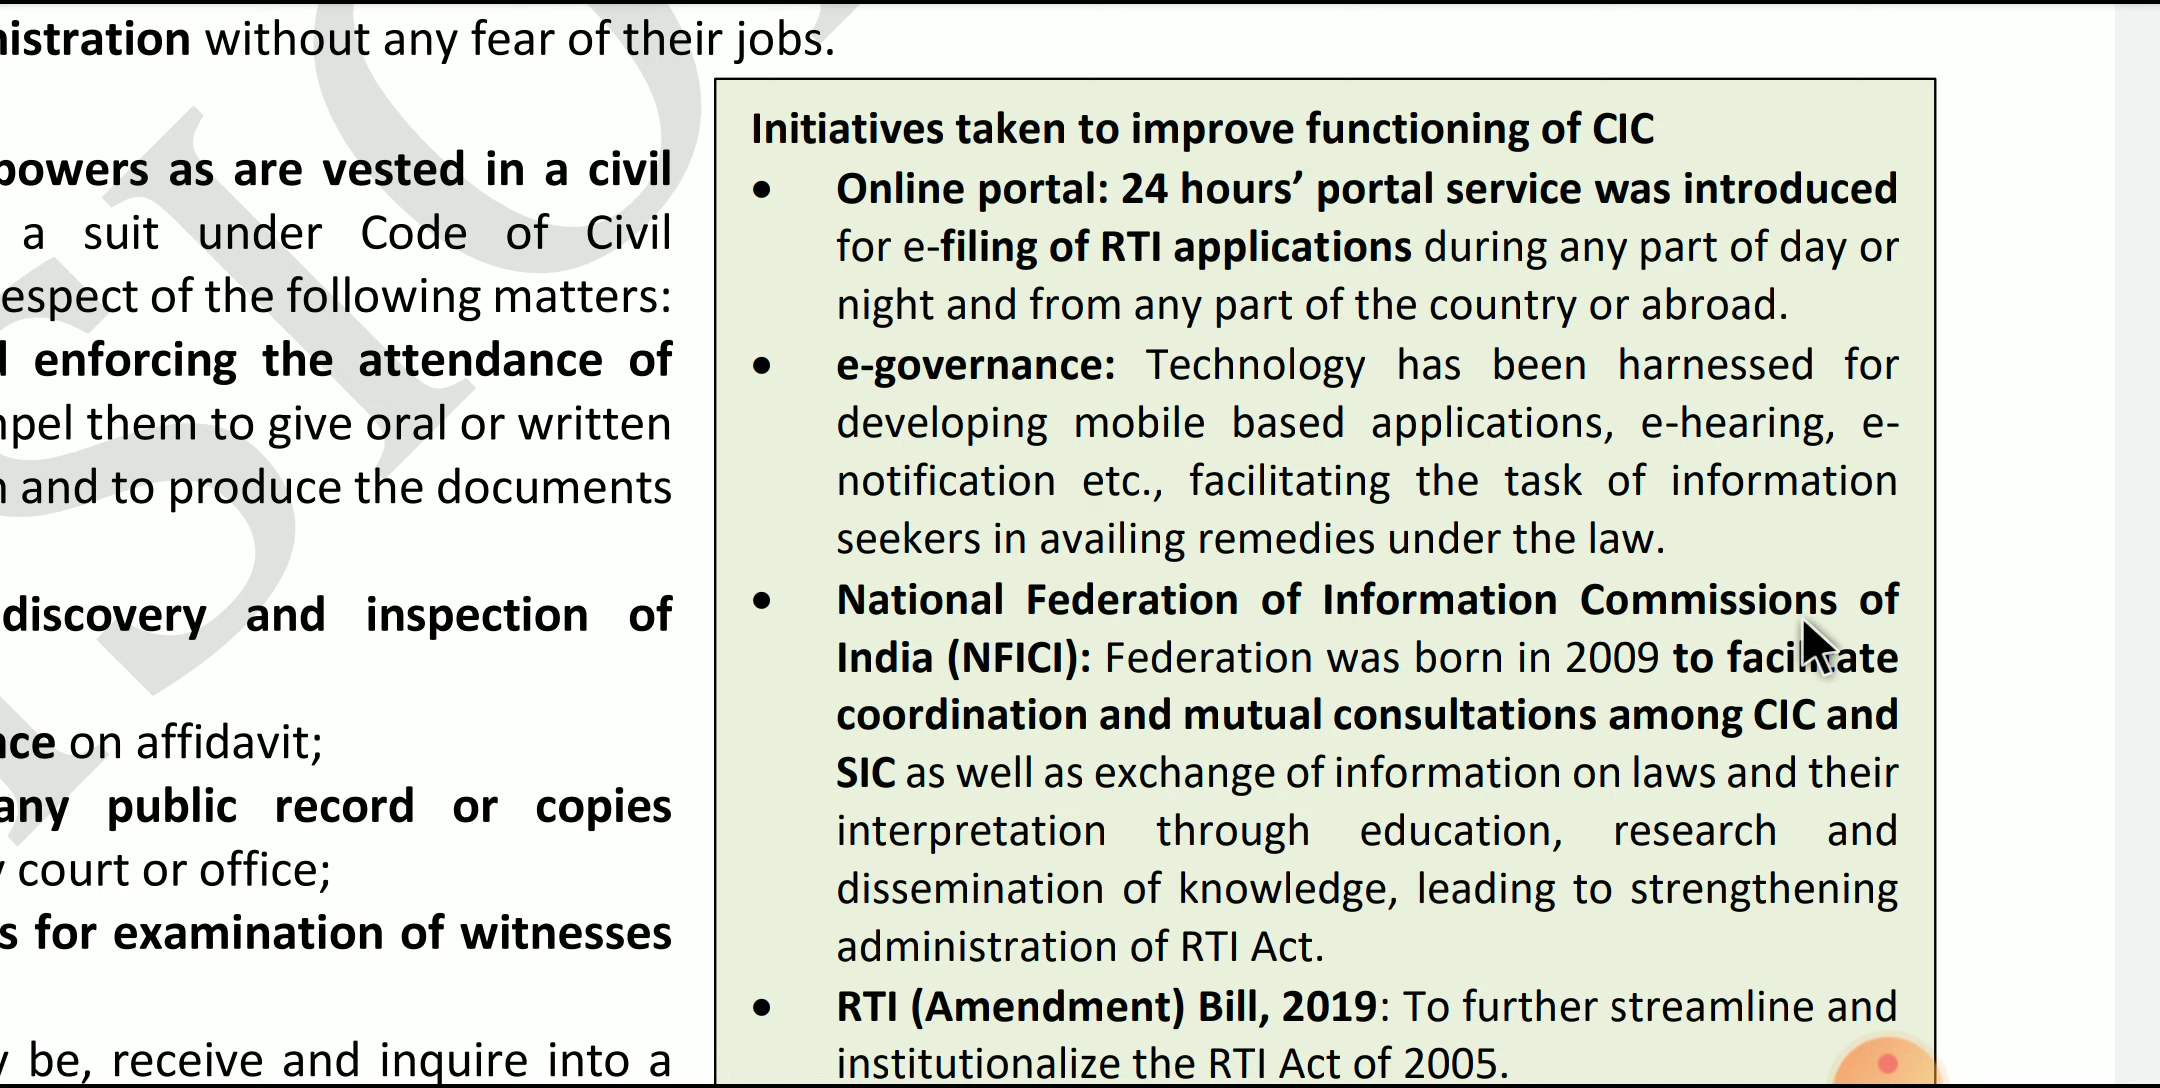 nistration without any fear of their jobs.
powers as are vested in a civil
a suit under Code of Civil
espect of the following matters:
enforcing the attendance of
npel them to give oral or written
and to produce the documents
discovery and inspection of
nce on affidavit;
any public record or copies
court or office;
s for examination of witnesses
be, receive and inquire into a
Initiatives taken to improve functioning of CIC
• Online portal: 24 hours’ portal service was introduced
for e-filing of RTI applications during any part of day or
night and from any part of the country or abroad.
• e-governance: Technology has been harnessed for
developing mobile based applications, e-hearing, e-
notification etc., facilitating the task of information
seekers in availing remedies under the law.
• National Federation of Information Commissions of
India (NFICI): Federation was born in 2009 to facilitate
coordination and mutual consultations among CIC and
SIC as well as exchange of information on laws and their
interpretation through education, research and
dissemination of knowledge, leading to strengthening
administration of RTI Act.
• RTI (Amendment) Bill, 2019: To further streamline and
institutionalize the RTI Act of 2005.